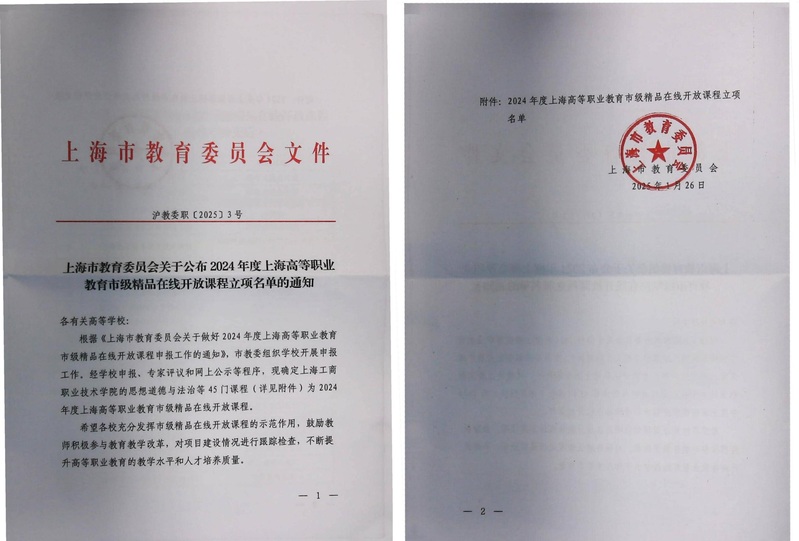 上海市教育委员会文件
沪教委职〔2025〕3号
上海市教育委员会关于公布2024年度上海高等职业
教育市级精品在线开放课程立项名单的通知
各有关高等学校:
根据《上海市教育委员会关于做好2024年度上海高等职业教育
市级精品在线开放课程申报工作的通知》,市教委组织学校开展申报
工作。经学校申报、专家评议和网上公示等程序,现确定上海工商
职业技术学院的思想道德与法治等45门课程(详见附件)为2024
年度上海高等职业教育市级精品在线开放课程。
希望各校充分发挥市级精品在线开放课程的示范作用,鼓励教
师积极参与教育教学改革,对项目建设情况进行跟踪检查,不断提
升高等职业教育的教学水平和人才培养质量。
— 1 —
附件:2024年度上海高等职业教育市级精品在线开放课程立项
名单
上海市教育委员会
上海市教育委员会
2025年1月26日
— 2 —